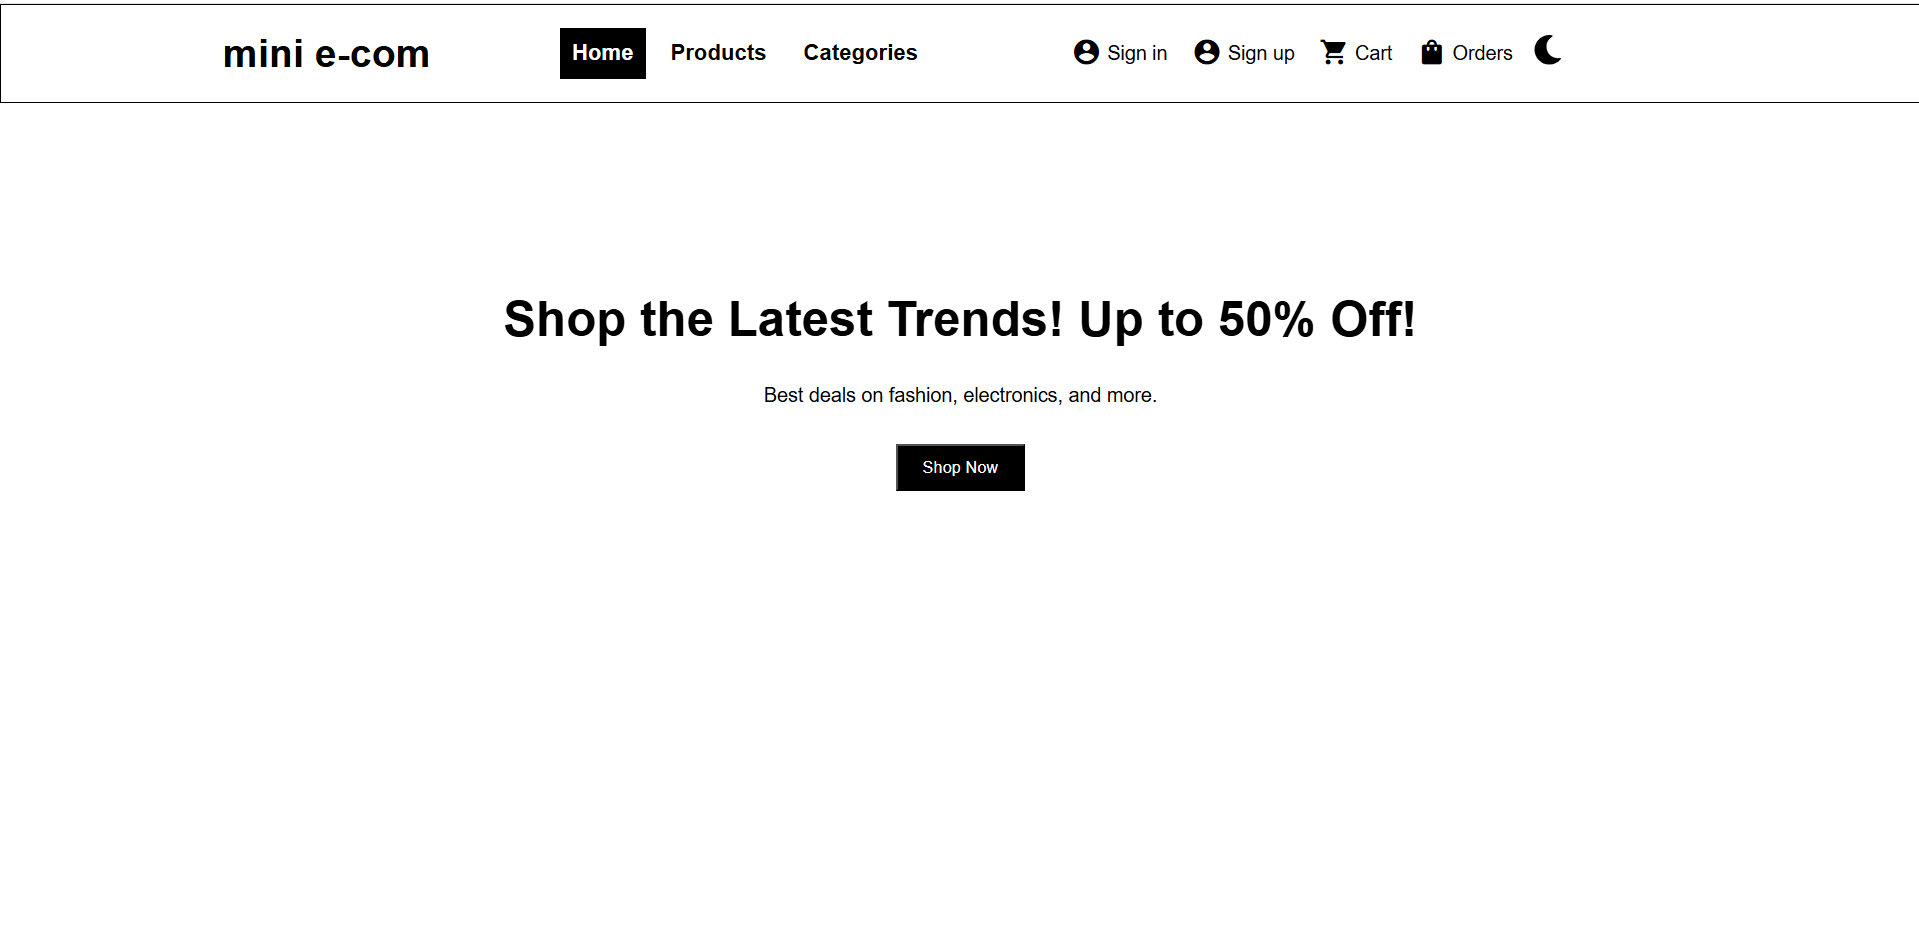 mini e-com Home Products Categories Sign in Sign up Cart Orders
Shop the Latest Trends! Up to 50% Off!
Best deals on fashion, electronics, and more.
Shop Now